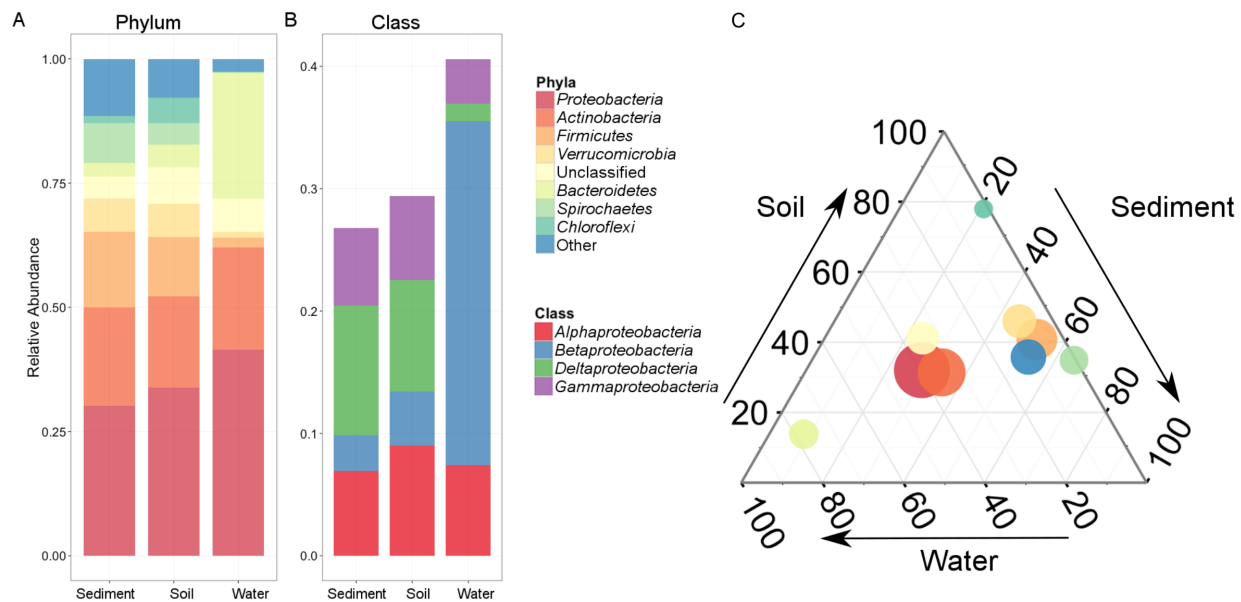 A
Phylum
B
Class
C
Relative Abundance
1.00
0.75
0.50
0.25
0.00
Sediment
Soil
Water
0.4
0.3
0.2
0.1
0.0
Sediment
Soil
Water
Phyla
Proteobacteria
Actinobacteria
Firmicutes
Verrucomicrobia
Unclassified
Bacteroidetes
Spirochaetes
Chloroflexi
Other
Class
Alphaproteobacteria
Betaproteobacteria
Deltaproteobacteria
Gammaproteobacteria
Soil
100
80
60
40
20
Sediment
20
40
60
80
100
100
80
60
40
20
Water